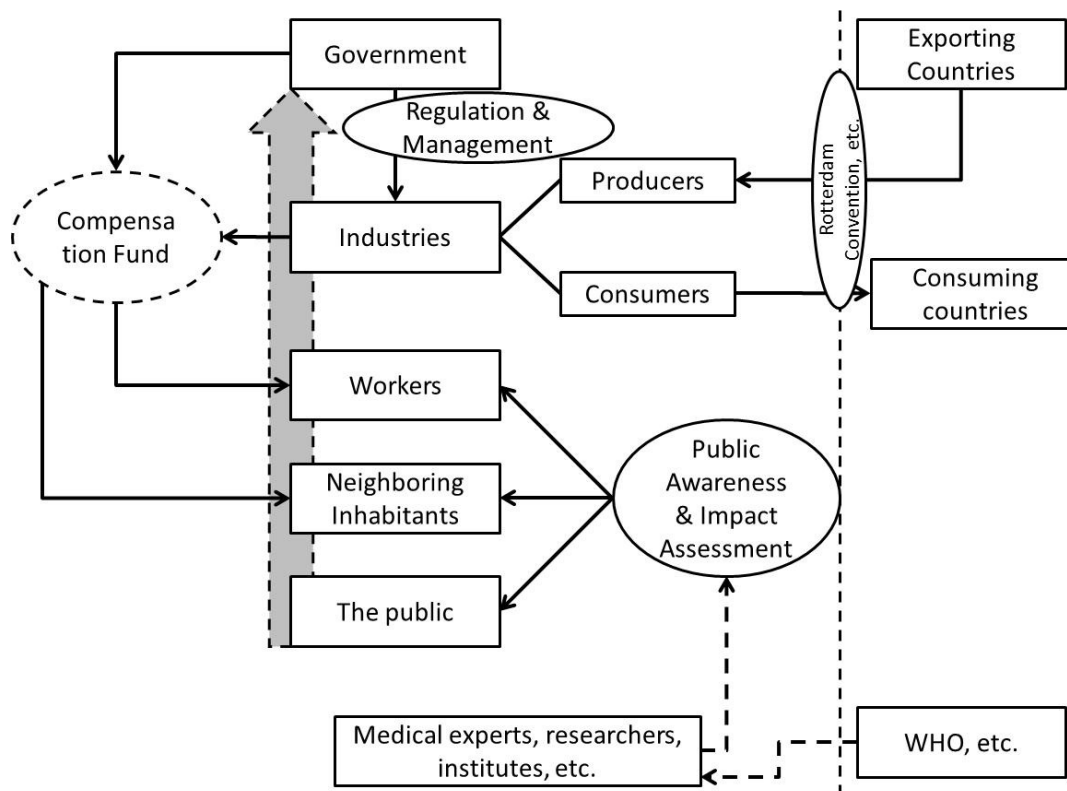 Government
Exporting
Countries
Regulation &
Management
Rotterdam
Convention, etc.
Producers
Compensa
tion Fund
Industries
Consumers
Consuming
countries
Workers
Public
Awareness
& Impact
Assessment
Neighboring
Inhabitants
The public
Medical experts, researchers,
institutes, etc.
WHO, etc.